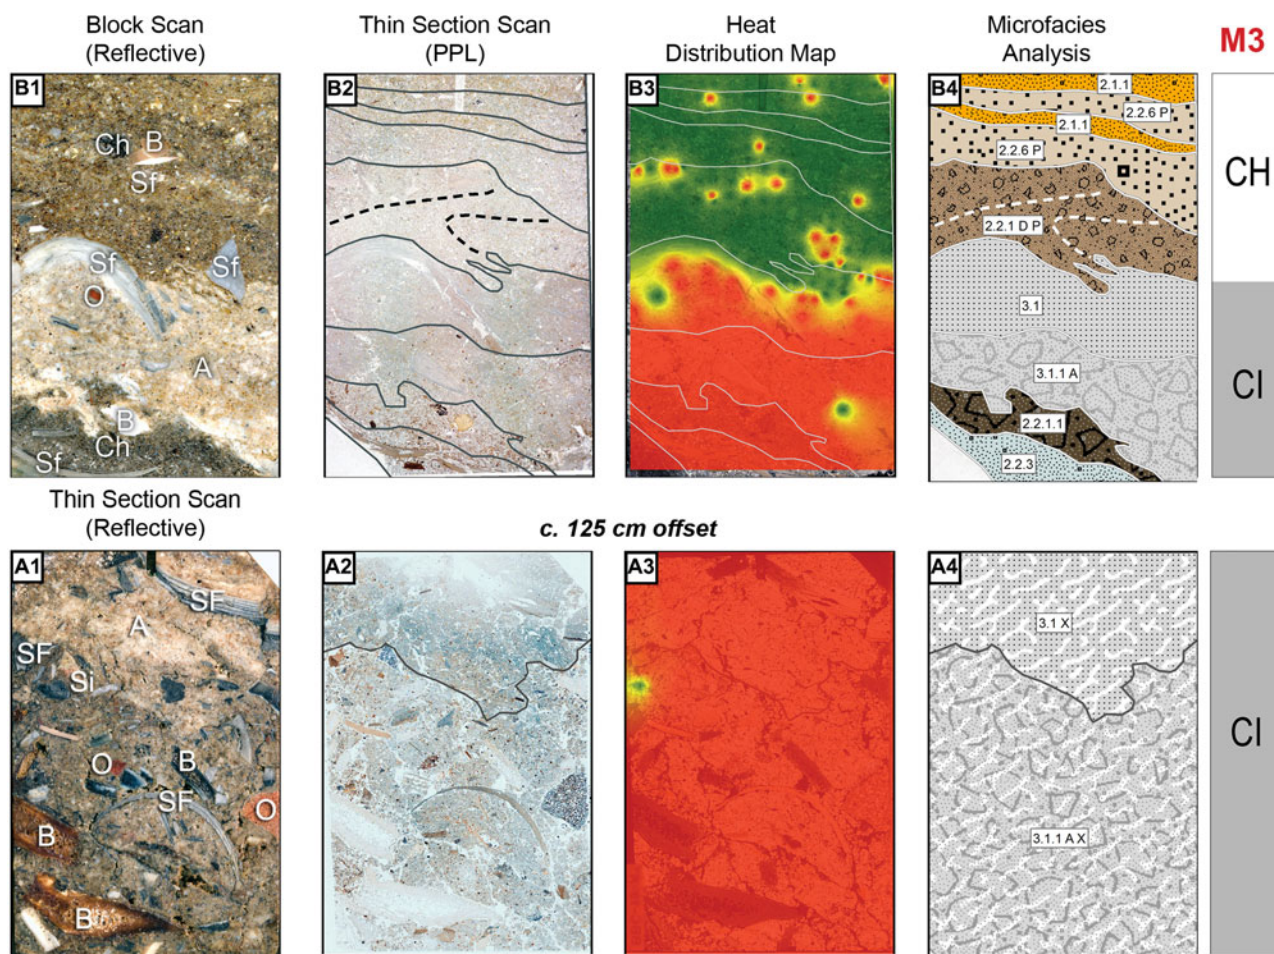 Block Scan
(Reflective)
Thin Section Scan
(PPL)
Heat
Distribution Map
Microfacies
Analysis
M3
B1
Ch
B
Sf
Sf
Sf
O
A
B
Ch
Sf
B2
B3
B4
2.1.1
2.2.6 P
2.1.1
2.2.6 P
2.2.1 D P
3.1
3.1.1 A
2.2.1.1
2.2.3
CH
CI
Thin Section Scan
(Reflective)
c. 125 cm offset
A1
SF
A
SF
Si
O
B
SF
O
B
B
A2
A3
A4
3.1 X
3.1.1 A X
CI